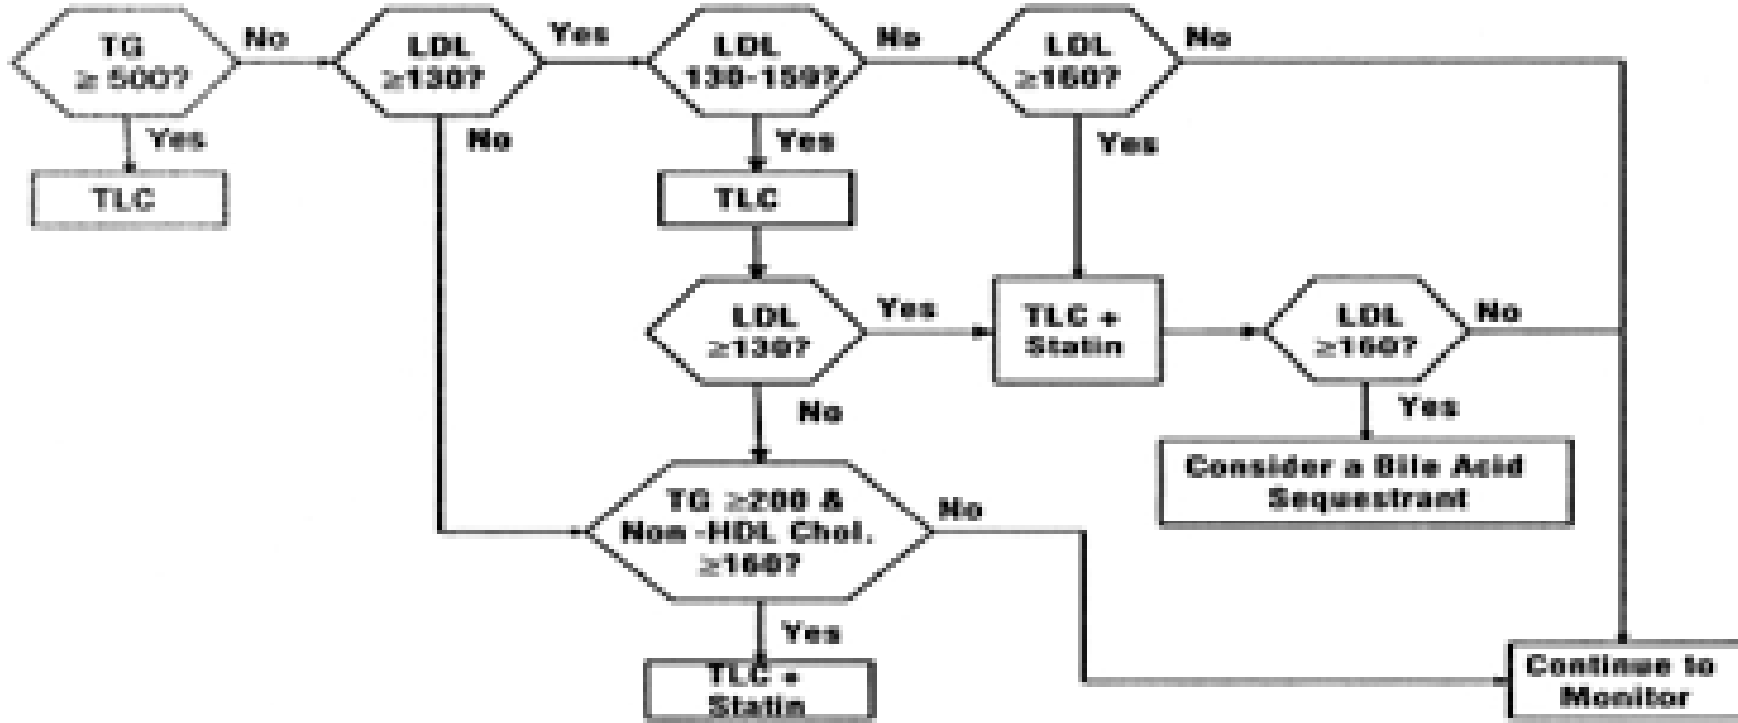 TG
≥ 500?
No
LDL
≥130?
Yes
LDL
130-159?
No
LDL
≥160?
No
Yes
TLC
No
Yes
TLC
Yes
LDL
≥130?
Yes
TLC +
Statin
LDL
≥160?
No
No
Yes
Consider a Bile Acid
Sequestrant
TG ≥200 &
Non-HDL Chol.
≥160?
No
Yes
TLC +
Statin
Continue to
Monitor